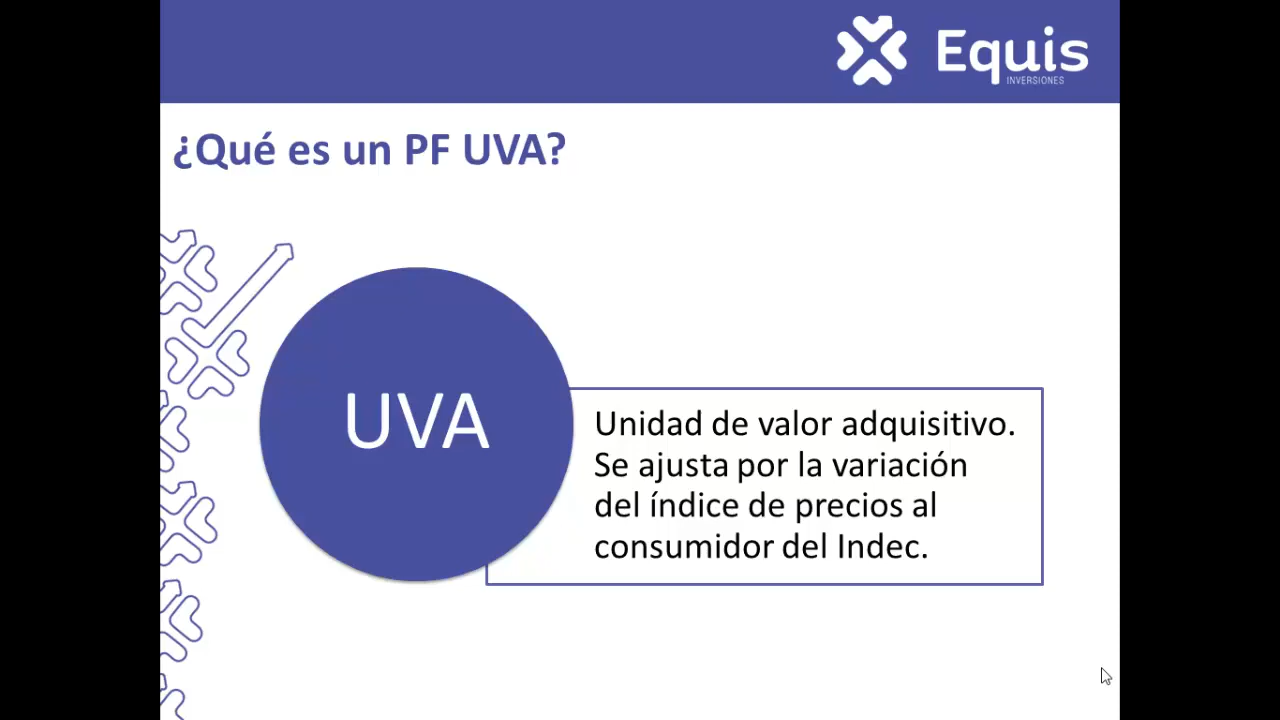 Equis
INVERSIONES
¿Qué es un PF UVA?
UVA
Unidad de valor adquisitivo.
Se ajusta por la variación
del índice de precios al
consumidor del Indec.